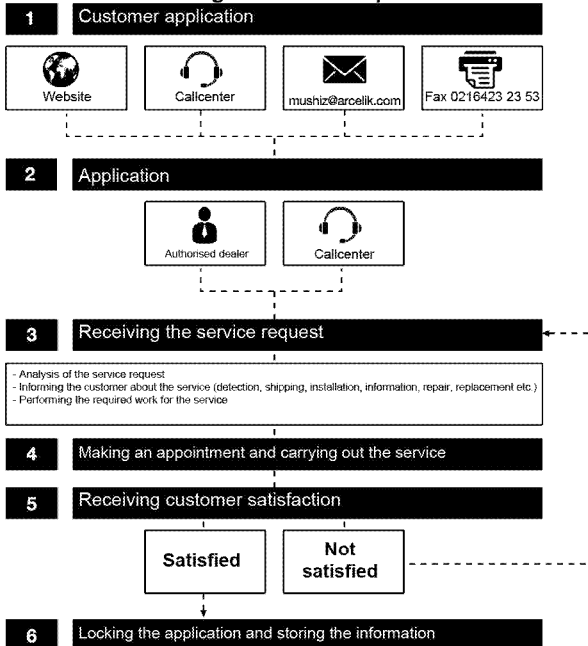 1 Customer application
Website
Callcenter
mushiz@arcelik.com
Fax 0216423 23 53
2 Application
Authorised dealer
Callcenter
3 Receiving the service request
- Analysis of the service request
- Informing the customer about the service (detection, shipping, installation, information, repair, replacement etc.)
- Performing the required work for the service
4 Making an appointment and carrying out the service
5 Receiving customer satisfaction
Satisfied
Not
satisfied
6 Locking the application and storing the information